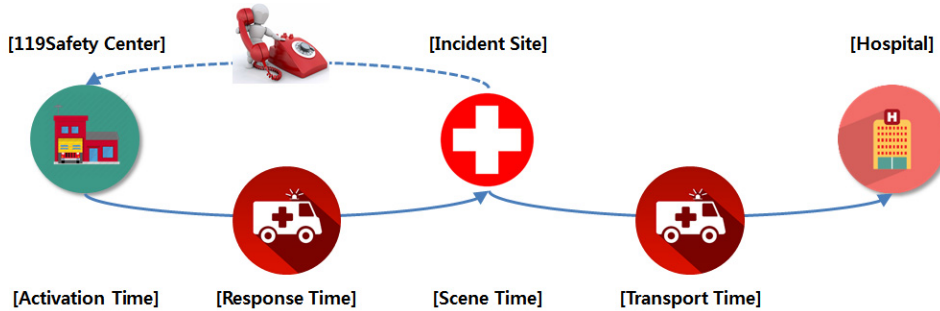 [119Safety Center]
[Incident Site]
[Hospital]
H
[Activation Time]
[Response Time]
[Scene Time]
[Transport Time]